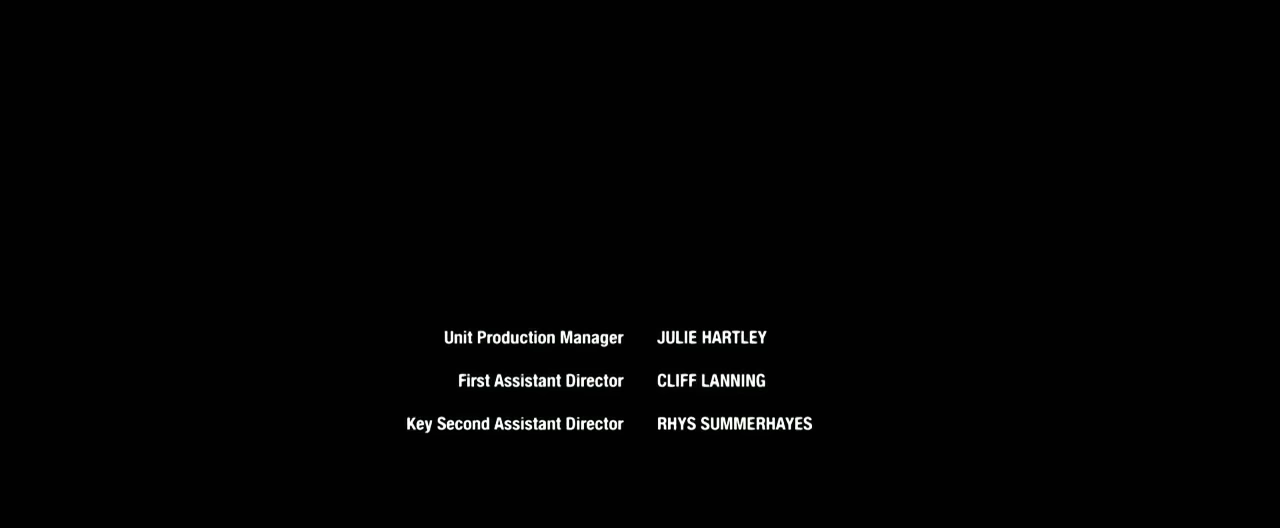 Unit Production Manager JULIE HARTLEY
First Assistant Director CLIFF LANNING
Key Second Assistant Director RHYS SUMMERHAYES